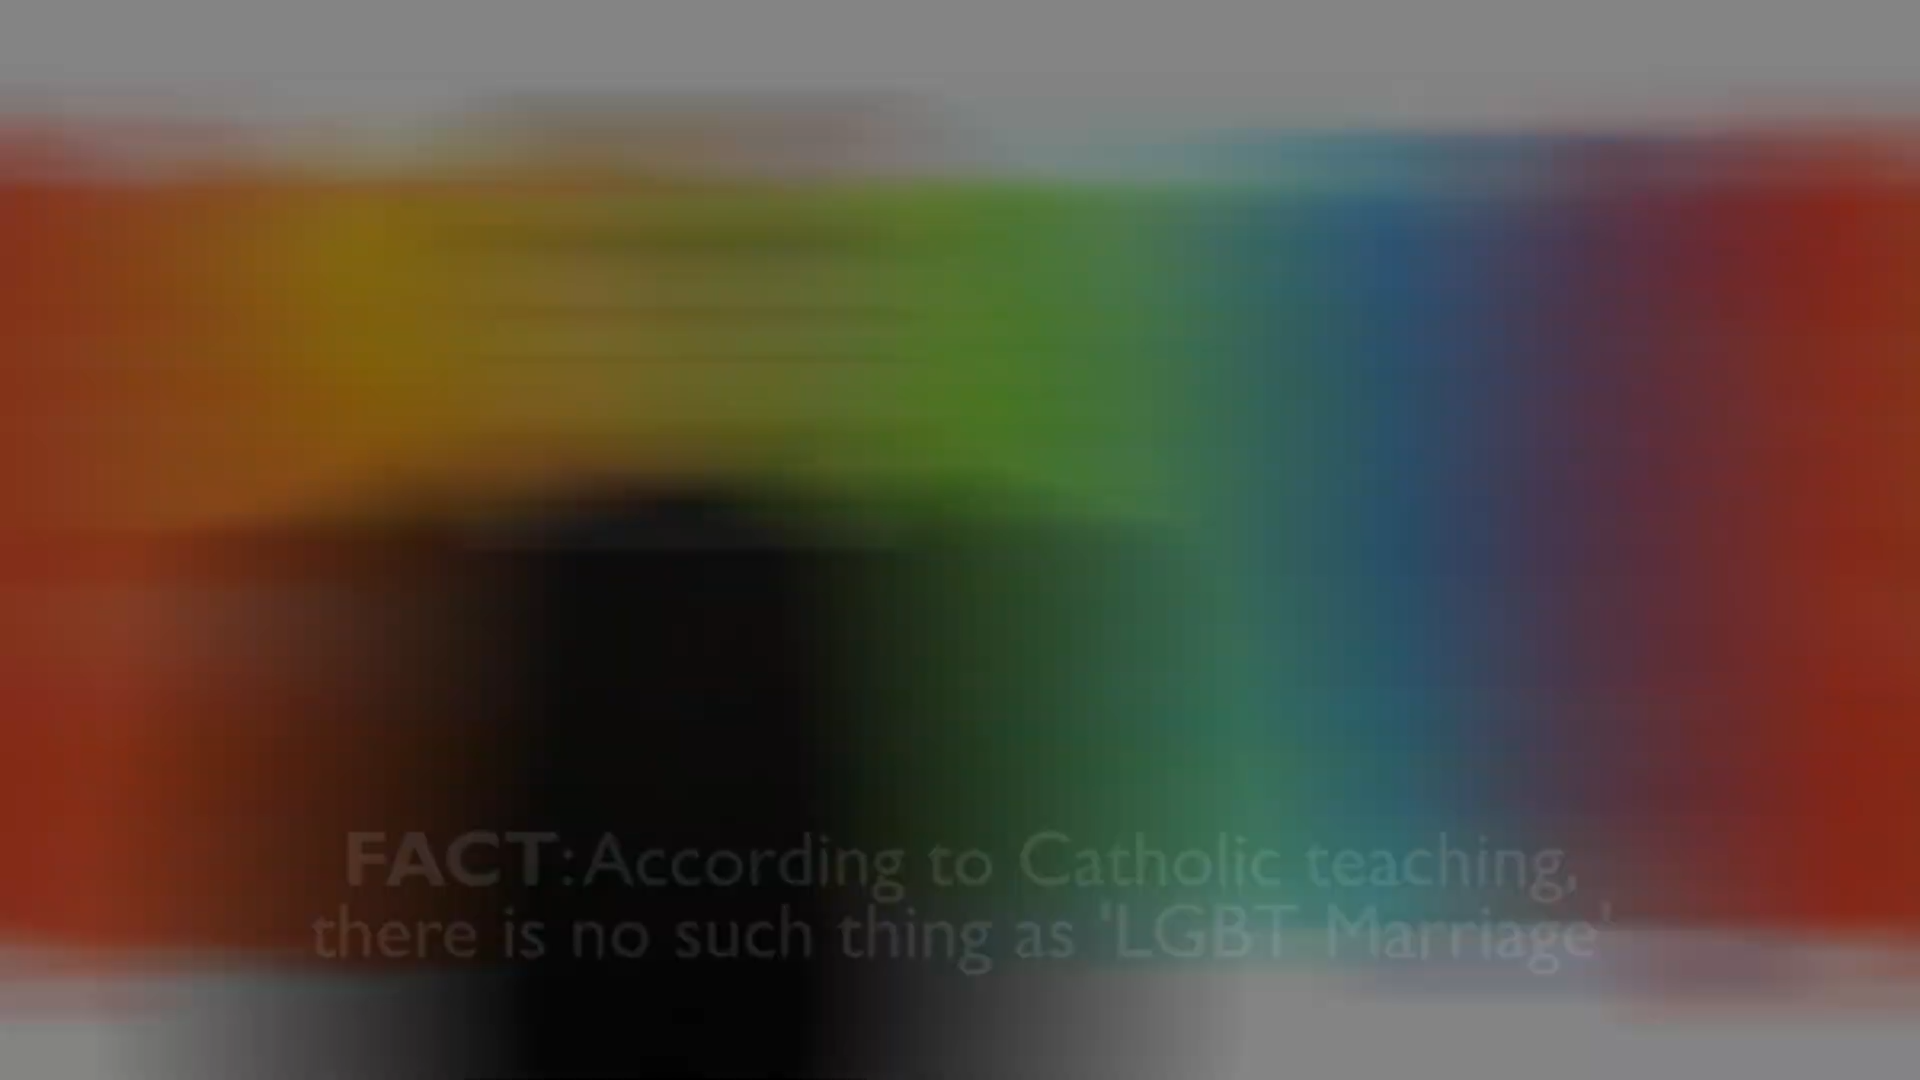 FACT: According to Catholic teaching,
there is no such thing as 'LGBT Marriage'